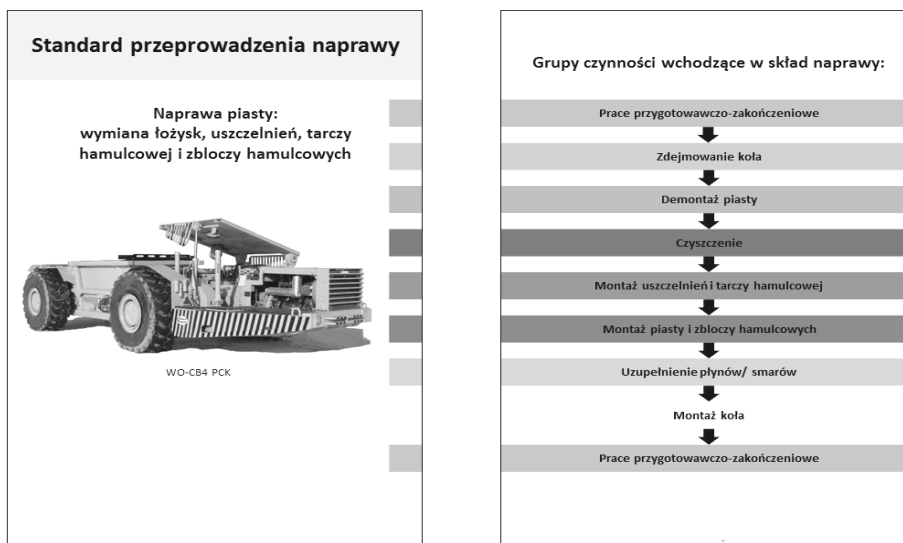 Standard przeprowadzenia naprawy
Naprawa piasty:
wymiana łożysk, uszczelnień, tarczy
hamulcowej i zbloczy hamulcowych
WO-CB4 PCK
Grupy czynności wchodzące w skład naprawy:
Prace przygotowawczo-zakończeniowe
Zdejmowanie koła
Demontaż piasty
Czyszczenie
Montaż uszczelnień i tarczy hamulcowej
Montaż piasty i zbloczy hamulcowych
Uzupełnienie płynów/ smarów
Montaż koła
Prace przygotowawczo-zakończeniowe